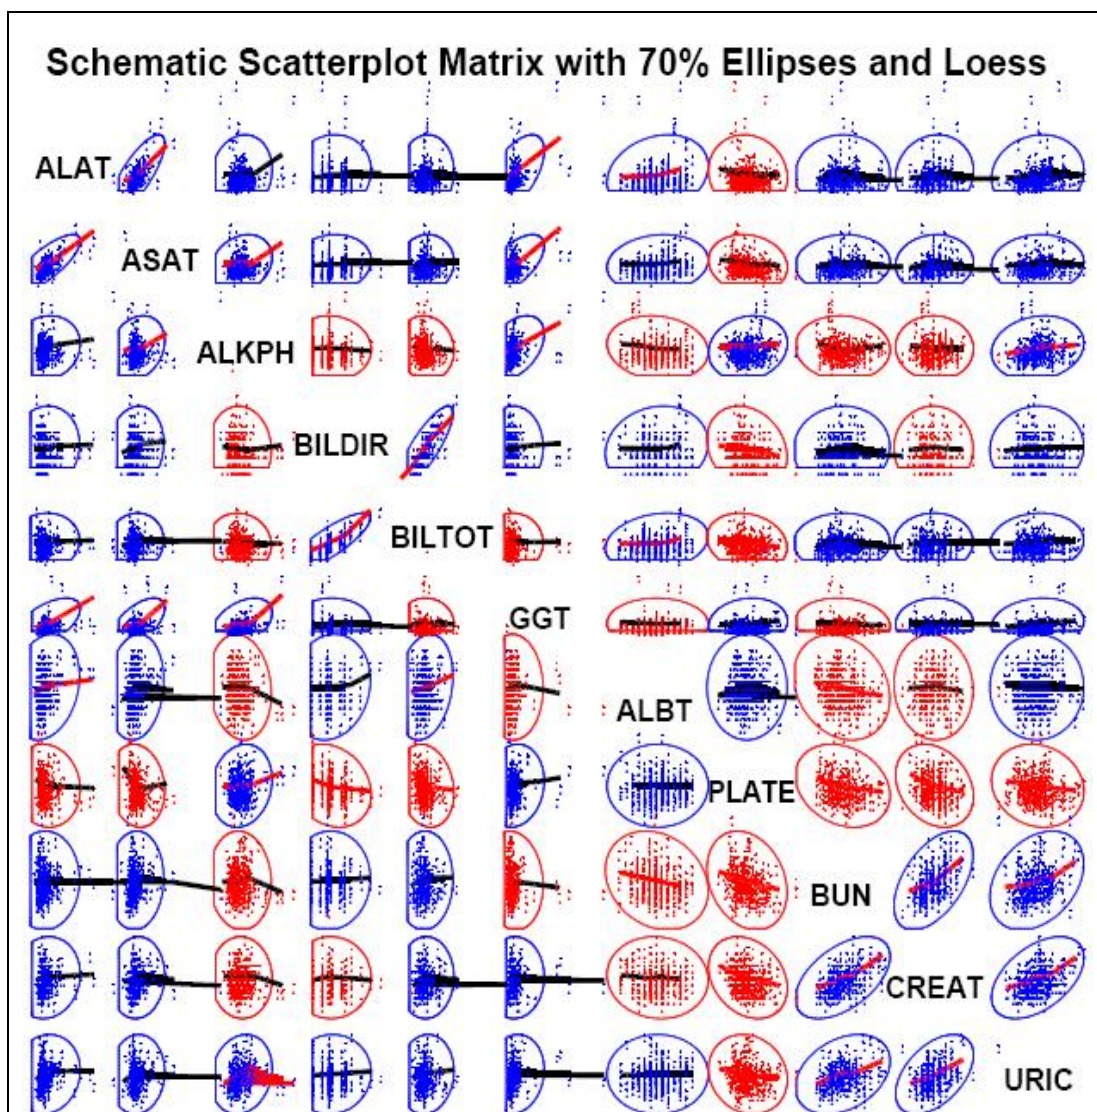 Schematic Scatterplot Matrix with 70% Ellipses and Loess
ALAT
ASAT
ALKPH
BILDIR
BILTOT
GGT
ALBT
PLATE
BUN
CREAT
URIC